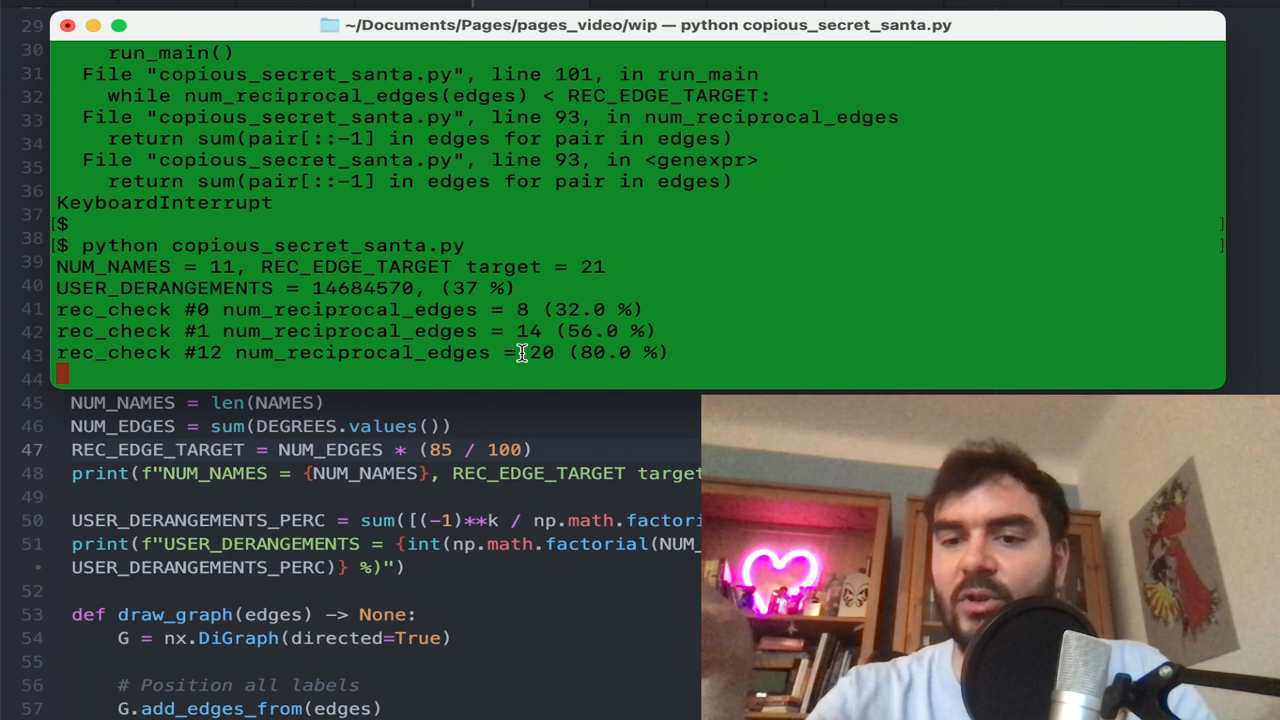 ~/Documents/Pages/pages_video/wip — python copious_secret_santa.py
29
30 run_main()
31 File "copious_secret_santa.py", line 101, in run_main
32 while num_reciprocal_edges(edges) < REC_EDGE_TARGET:
33 File "copious_secret_santa.py", line 93, in num_reciprocal_edges
34 return sum(pair[::-1] in edges for pair in edges)
35 File "copious_secret_santa.py", line 93, in <genexpr>
36 return sum(pair[::-1] in edges for pair in edges)
KeyboardInterrupt
37 [$ ]
38 [$ python copious_secret_santa.py ]
39 NUM_NAMES = 11, REC_EDGE_TARGET target = 21
40 USER_DERANGEMENTS = 14684570, (37 %)
41 rec_check #0 num_reciprocal_edges = 8 (32.0 %)
42 rec_check #1 num_reciprocal_edges = 14 (56.0 %)
43 rec_check #12 num_reciprocal_edges = 20 (80.0 %)
44
45 NUM_NAMES = len(NAMES)
46 NUM_EDGES = sum(DEGREES.values())
47 REC_EDGE_TARGET = NUM_EDGES * (85 / 100)
48 print(f"NUM_NAMES = {NUM_NAMES}, REC_EDGE_TARGET target
49
50 USER_DERANGEMENTS_PERC = sum([(-1)**k / np.math.factori
51 print(f"USER_DERANGEMENTS = {int(np.math.factorial(NUM_
• USER_DERANGEMENTS_PERC)} %)")
52
53 def draw_graph(edges) -> None:
54 G = nx.DiGraph(directed=True)
55
56 # Position all labels
57 G.add_edges_from(edges)